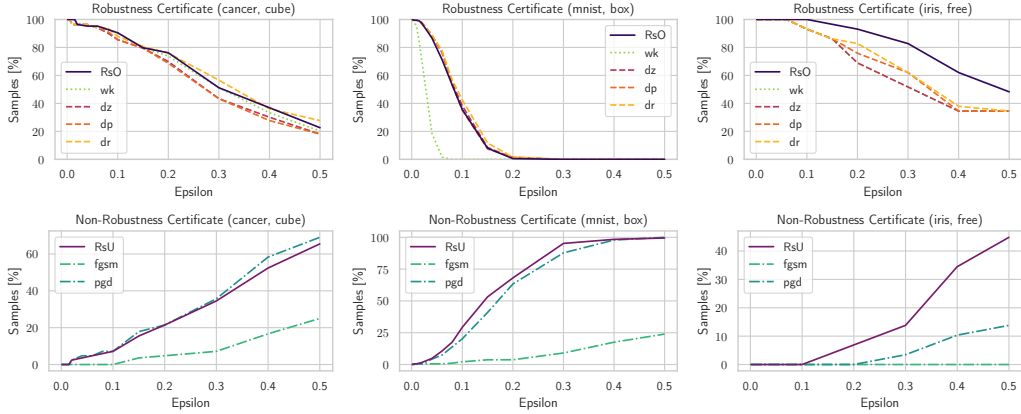 Robustness Certificate (cancer, cube)
Samples [%]
100
80
60
40
20
0
RsO
wk
dz
dp
dr
0.0 0.1 0.2 0.3 0.4 0.5
Epsilon
Robustness Certificate (mnist, box)
Samples [%]
100
80
60
40
20
0
RsO
wk
dz
dp
dr
0.0 0.1 0.2 0.3 0.4 0.5
Epsilon
Robustness Certificate (iris, free)
Samples [%]
100
80
60
40
20
0
RsO
dz
dp
dr
0.0 0.1 0.2 0.3 0.4 0.5
Epsilon
Non-Robustness Certificate (cancer, cube)
Samples [%]
60
40
20
0
RsU
fgsm
pgd
0.0 0.1 0.2 0.3 0.4 0.5
Epsilon
Non-Robustness Certificate (mnist, box)
Samples [%]
100
75
50
25
0
RsU
fgsm
pgd
0.0 0.1 0.2 0.3 0.4 0.5
Epsilon
Non-Robustness Certificate (iris, free)
Samples [%]
40
30
20
10
0
RsU
fgsm
pgd
0.0 0.1 0.2 0.3 0.4 0.5
Epsilon